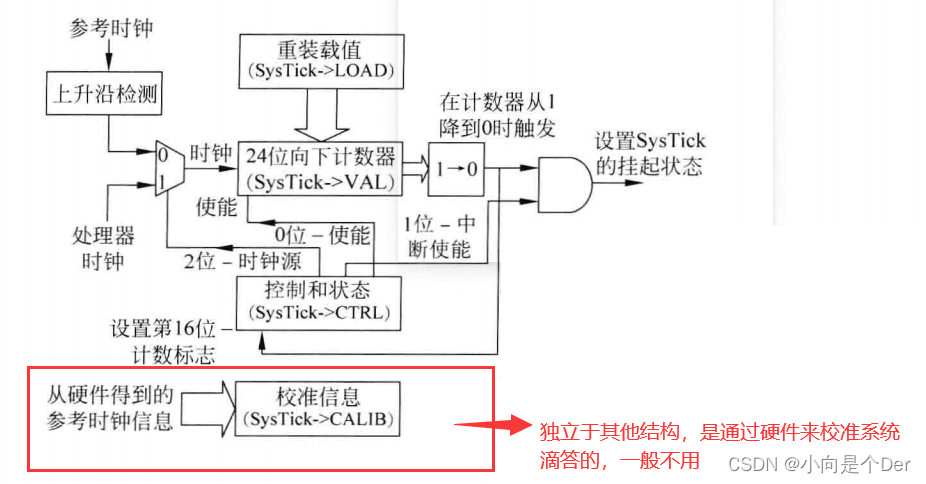 参考时钟
上升沿检测
重装载值
(SysTick->LOAD)
在计数器从1
降到0时触发
设置SysTick
的挂起状态
0
1
时钟
24位向下计数器
(SysTick->VAL)
1→0
处理器
时钟
使能
0位－使能
1位－中
断使能
2位－时钟源
控制和状态
(SysTick->CTRL)
设置第16位－
计数标志
从硬件得到的
参考时钟信息
校准信息
(SysTick->CALIB)
独立于其他结构，是通过硬件来校准系统
滴答的，一般不用
CSDN @小向是个Der